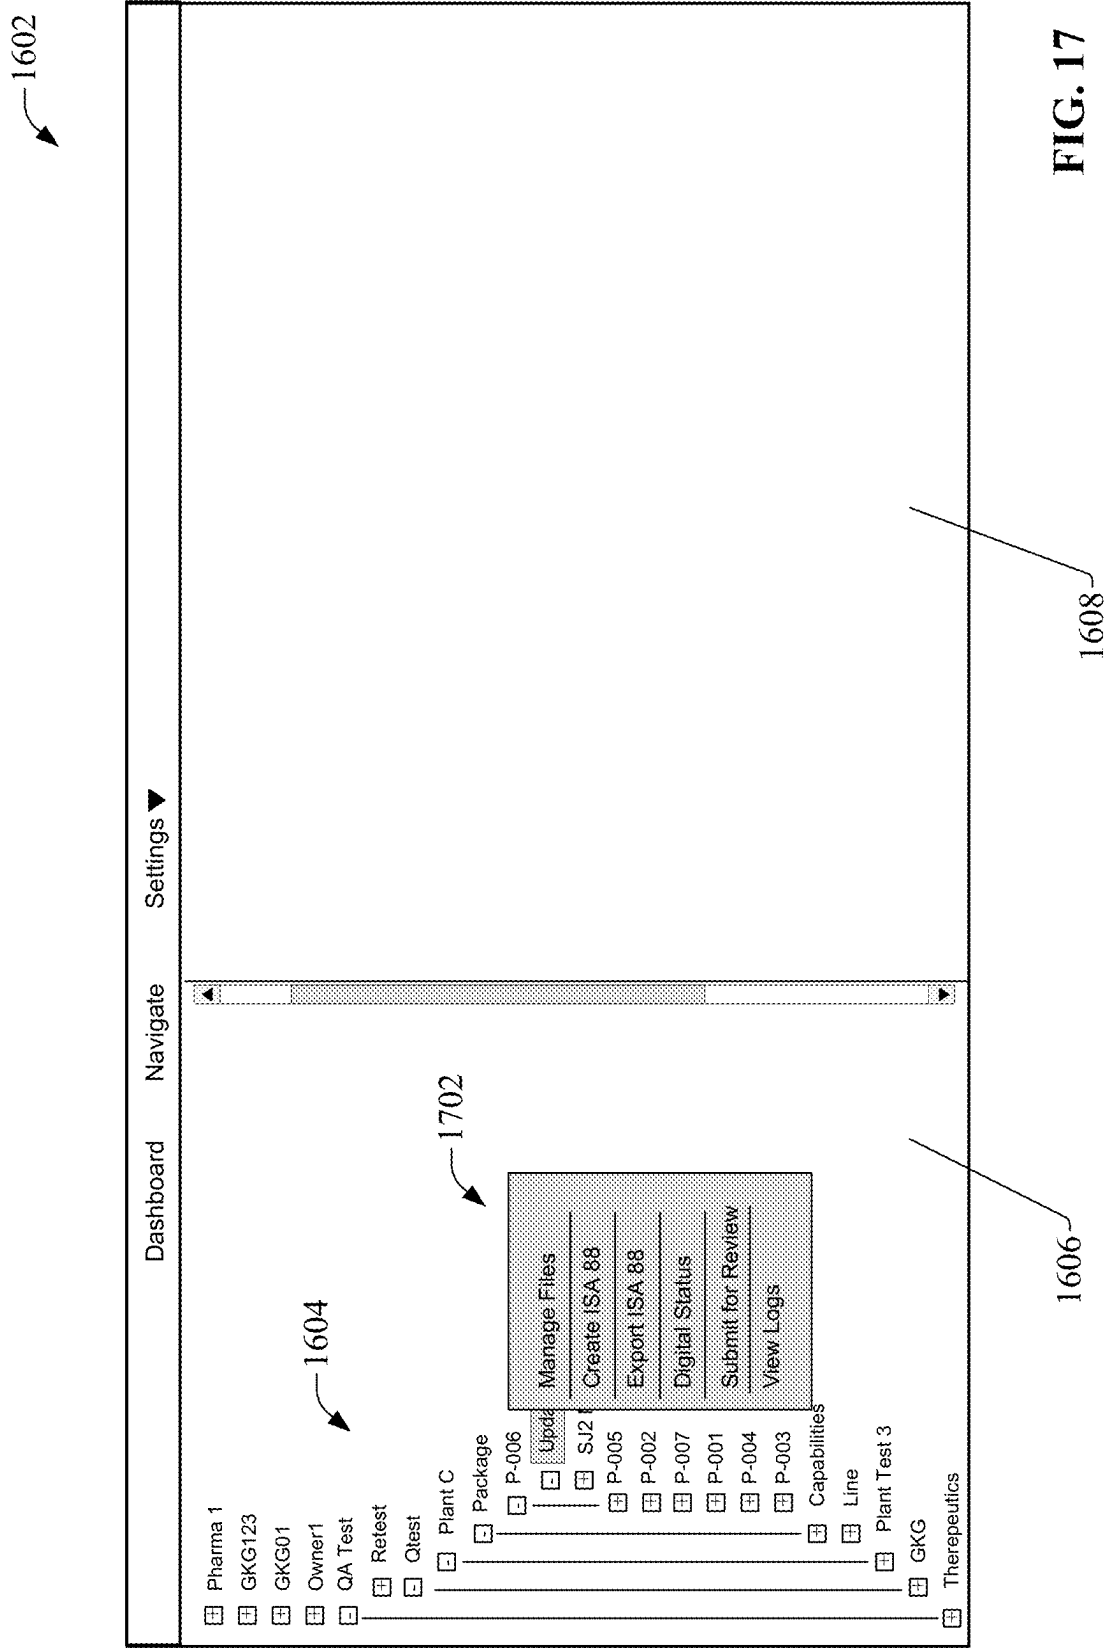 1602
Dashboard Navigate Settings
Pharma 1
GKG123
GKG01
Owner1
QA Test
1604
Retest
Qtest
Plant C
1702
Package
P-006
Manage Files
SJ2
Create ISA 88
P-005
Export ISA 88
P-002
P-007
Digital Status
P-001
P-004
Submit for Review
P-003
View Logs
Capabilities
Line
Plant Test 3
GKG
Therepeutics
1606
1608
FIG. 17